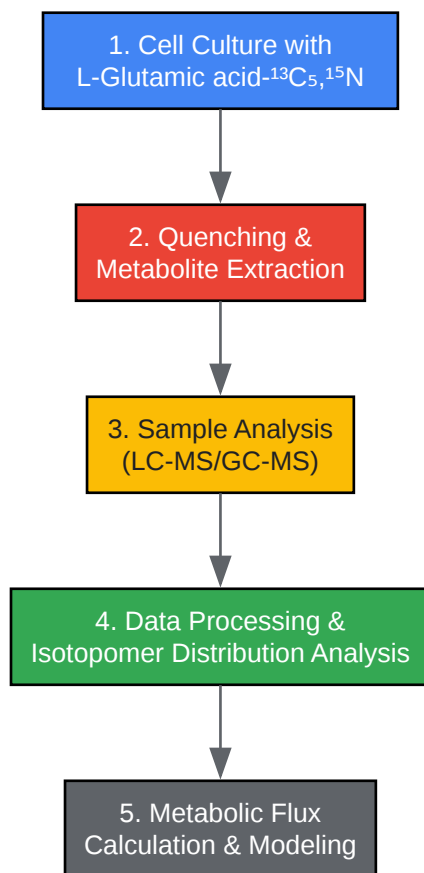 1. Cell Culture with
L-Glutamic acid-¹³C₅,¹⁵N
2. Quenching &
Metabolite Extraction
3. Sample Analysis
(LC-MS/GC-MS)
4. Data Processing &
Isotopomer Distribution Analysis
5. Metabolic Flux
Calculation & Modeling